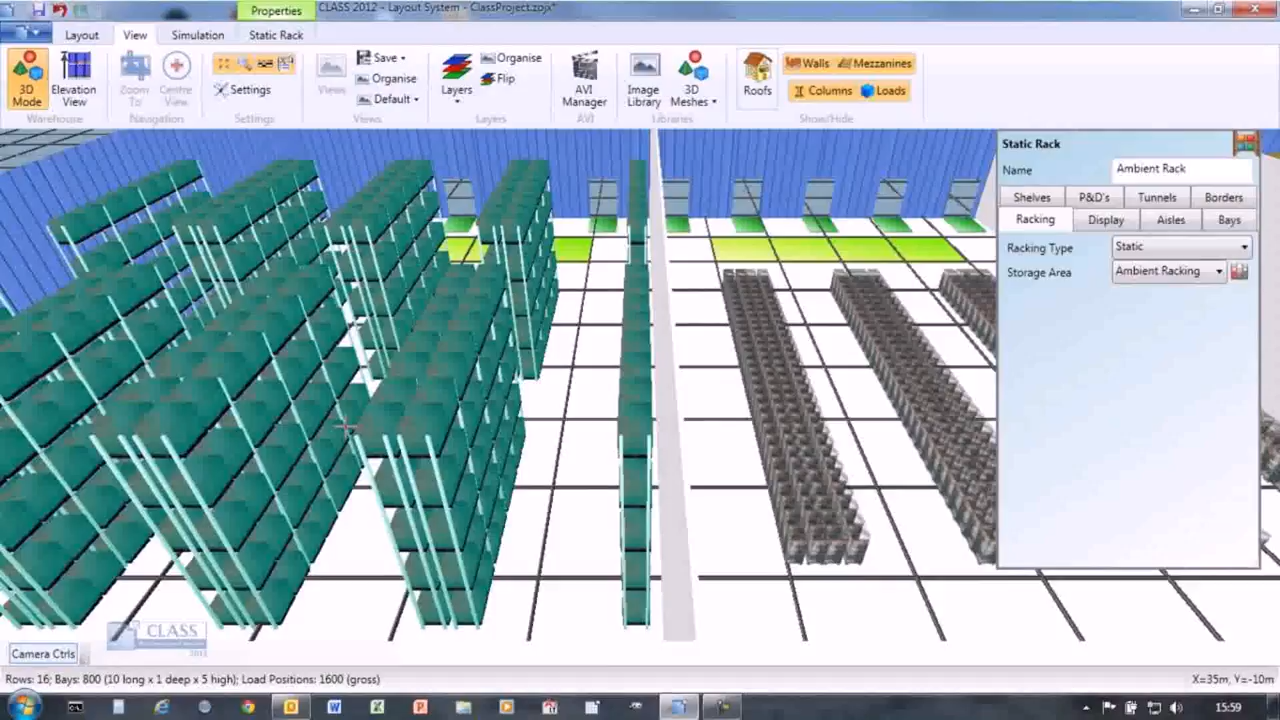 Properties
CLASS 2012 - Layout System - ClassProject.zojx*
Layout
View
Simulation
Static Rack
3D Mode
Elevation View
Warehouse
Zoom To
Centre View
Navigation
Settings
Settings
Views
Save
Organise
Default
Views
Layers
Organise
Flip
Layers
AVI Manager
AVI
Image Library
3D Meshes
Libraries
Roofs
Walls
Mezzanines
Columns
Loads
Show/Hide
Static Rack
Name
Ambient Rack
Shelves
P&D's
Tunnels
Borders
Racking
Display
Aisles
Bays
Racking Type
Static
Storage Area
Ambient Racking
CLASS
Camera Ctrls
Rows: 16; Bays: 800 (10 long x 1 deep x 5 high); Load Positions: 1600 (gross)
X=35m, Y=-10m
15:59